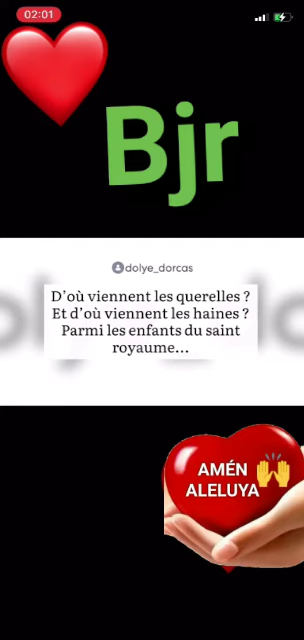 02:01
Bjr
dolye_dorcas
D'où viennent les querelles ?
Et d'où viennent les haines ?
Parmi les enfants du saint
royaume...
AMÉN
ALELUYA